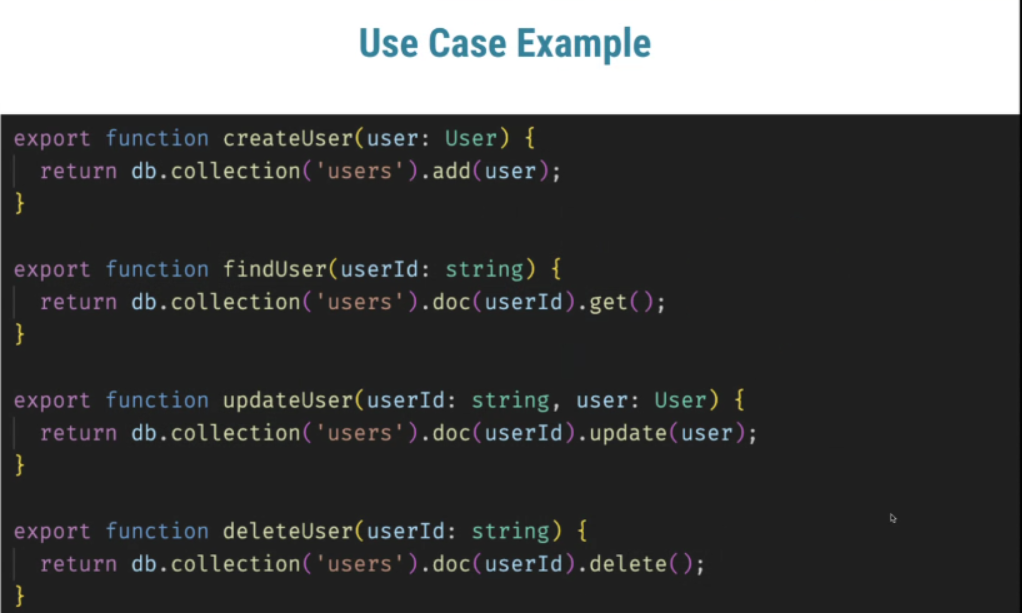 Use Case Example
export function createUser(user: User) {
  return db.collection('users').add(user);
}
export function findUser(userId: string) {
  return db.collection('users').doc(userId).get();
}
export function updateUser(userId: string, user: User) {
  return db.collection('users').doc(userId).update(user);
}
export function deleteUser(userId: string) {
  return db.collection('users').doc(userId).delete();
}